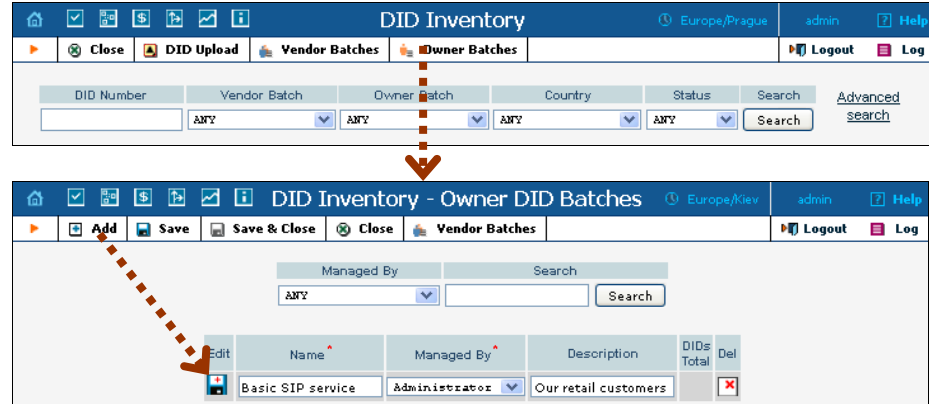 DID Inventory Europe/Prague admin Help
Close DID Upload Vendor Batches Owner Batches Logout Log
DID Number Vendor Batch Owner Batch Country Status Search
ANY ANY ANY ANY Search
Advanced
search
DID Inventory - Owner DID Batches Europe/Kiev admin Help
Add Save Save & Close Close Vendor Batches Logout Log
Managed By Search
ANY Search
Edit Name* Managed By* Description DIDs Total Del
Basic SIP service Administrator Our retail customers